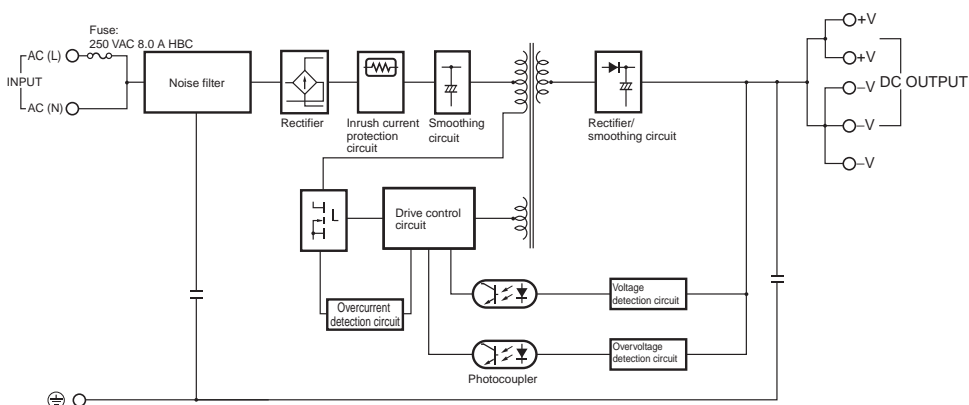 Fuse:
250 VAC 8.0 A HBC
AC (L)
INPUT
AC (N)
Noise filter
Rectifier
Inrush current
protection
circuit
Smoothing
circuit
Rectifier/
smoothing circuit
+V
+V
DC OUTPUT
–V
–V
–V
Drive control
circuit
Overcurrent
detection circuit
Voltage
detection circuit
Overvoltage
detection circuit
Photocoupler